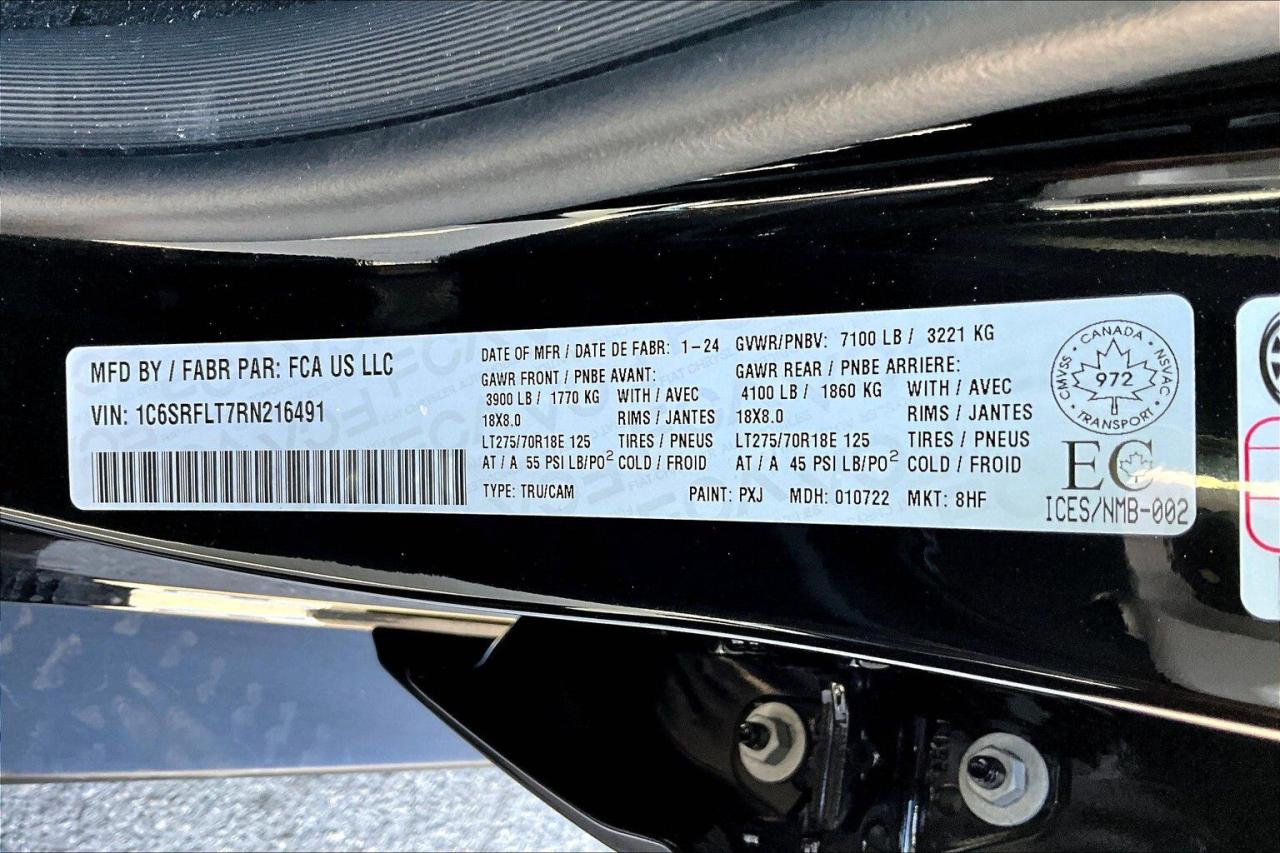 MFD BY / FABR PAR: FCA US LLC
VIN: 1C6SRFLT7RN216491
DATE OF MFR / DATE DE FABR: 1-24 GVWR/PNBV: 7100 LB / 3221 KG
GAWR FRONT / PNBE AVANT: GAWR REAR / PNBE ARRIERE:
3900 LB / 1770 KG WITH / AVEC 4100 LB / 1860 KG WITH / AVEC
18X8.0 RIMS / JANTES 18X8.0 RIMS / JANTES
LT275/70R18E 125 TIRES / PNEUS LT275/70R18E 125 TIRES / PNEUS
AT / A 55 PSI LB/PO² COLD / FROID AT / A 45 PSI LB/PO² COLD / FROID
TYPE: TRU/CAM PAINT: PXJ MDH: 010722 MKT: 8HF
CANADA
CMVSS NSVAC
972
TRANSPORT
EC
ICES/NMB-002